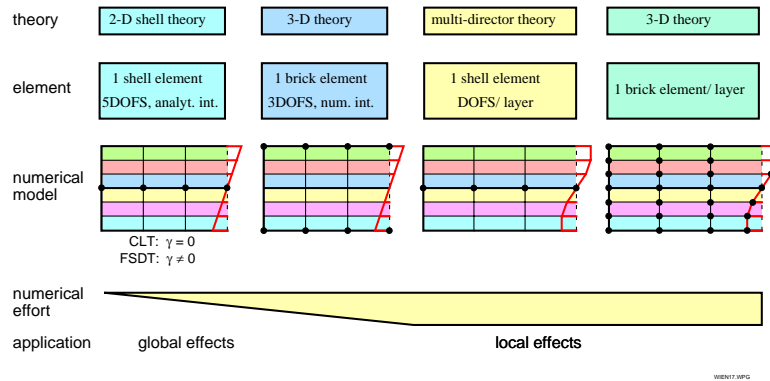 theory
2-D shell theory
3-D theory
multi-director theory
3-D theory
element
1 shell element
5DOFS, analyt. int.
1 brick element
3DOFS, num. int.
1 shell element
DOFS/ layer
1 brick element/ layer
numerical
model
CLT: γ = 0
FSDT: γ ≠ 0
numerical
effort
application
global effects
local effects
WIEN17.WPG